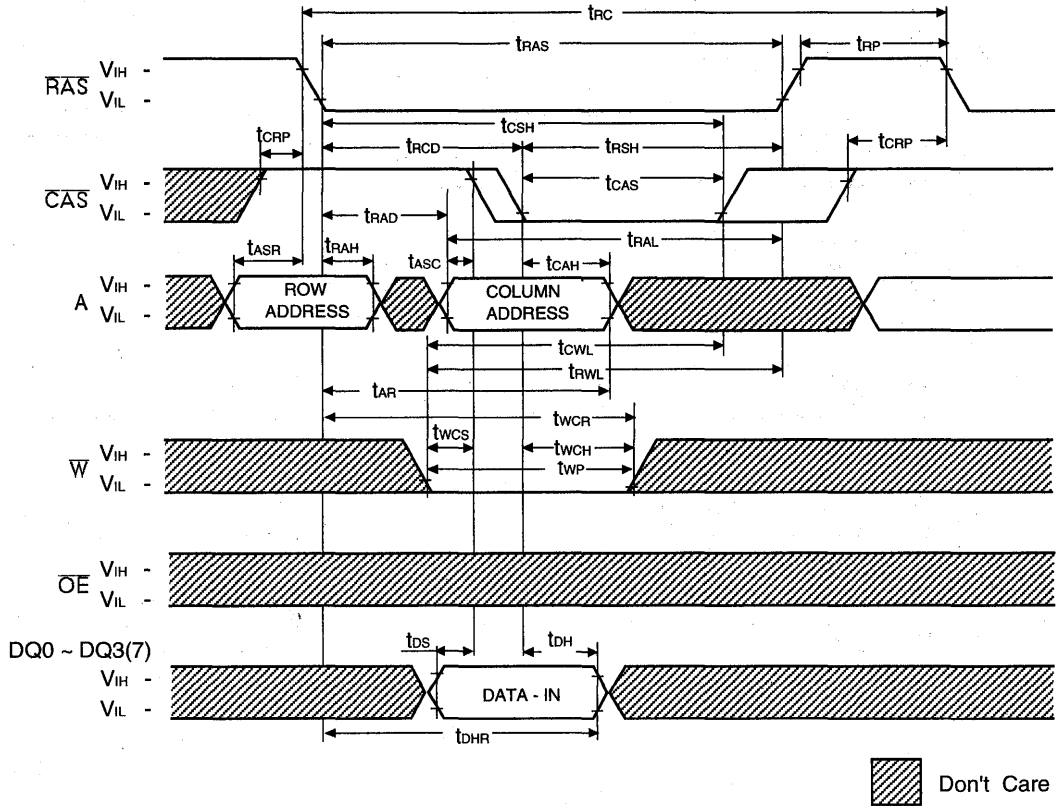 tRC
tRAS
tRP
RAS
VIH -
VIL -
tCSH
tCRP
tRCD
tRSH
tCRP
CAS
VIH -
VIL -
tCAS
tRAD
tRAL
tASR
tRAH
tASC
tCAH
A
VIH -
VIL -
ROW
ADDRESS
COLUMN
ADDRESS
tCWL
tRWL
tAR
tWCR
tWCS
tWCH
W
VIH -
VIL -
tWP
OE
VIH -
VIL -
DQ0 ~ DQ3(7)
tDS
tDH
VIH -
VIL -
DATA - IN
tDHR
Don't Care